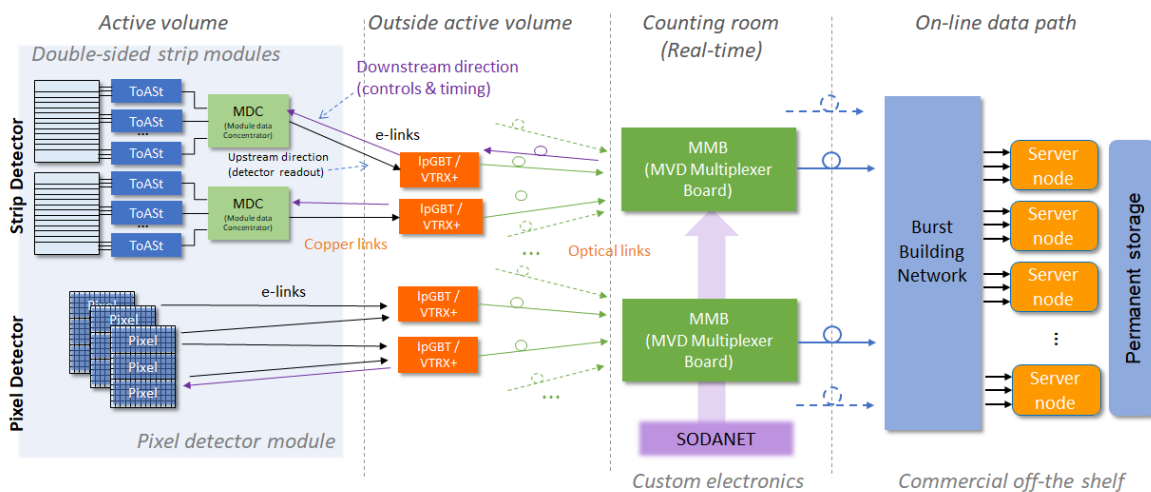 Active volume
Outside active volume
Counting room
(Real-time)
On-line data path
Double-sided strip modules
Strip Detector
ToASt
ToASt
...
ToASt
MDC
(Module data
Concentrator)
ToASt
ToASt
...
ToASt
MDC
(Module data
Concentrator)
Downstream direction
(controls & timing)
e-links
Upstream direction
(detector readout)
lpGBT /
VTRX+
lpGBT /
VTRX+
Copper links
...
Optical links
MMB
(MVD Multiplexer
Board)
Burst
Building
Network
Server
node
Server
node
Server
node
...
Server
node
Permanent storage
Pixel Detector
e-links
Pixel
Pixel
Pixel
Pixel
lpGBT /
VTRX+
lpGBT /
VTRX+
...
MMB
(MVD Multiplexer
Board)
Pixel detector module
SODANET
Custom electronics
Commercial off-the shelf